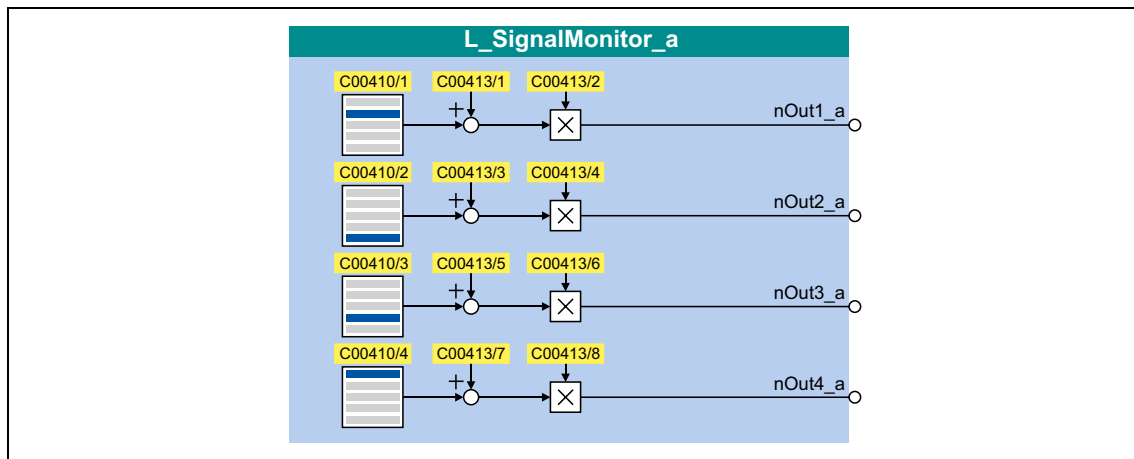 L_SignalMonitor_a
C00410/1 C00413/1 C00413/2
+ × nOut1_a
C00410/2 C00413/3 C00413/4
+ × nOut2_a
C00410/3 C00413/5 C00413/6
+ × nOut3_a
C00410/4 C00413/7 C00413/8
+ × nOut4_a